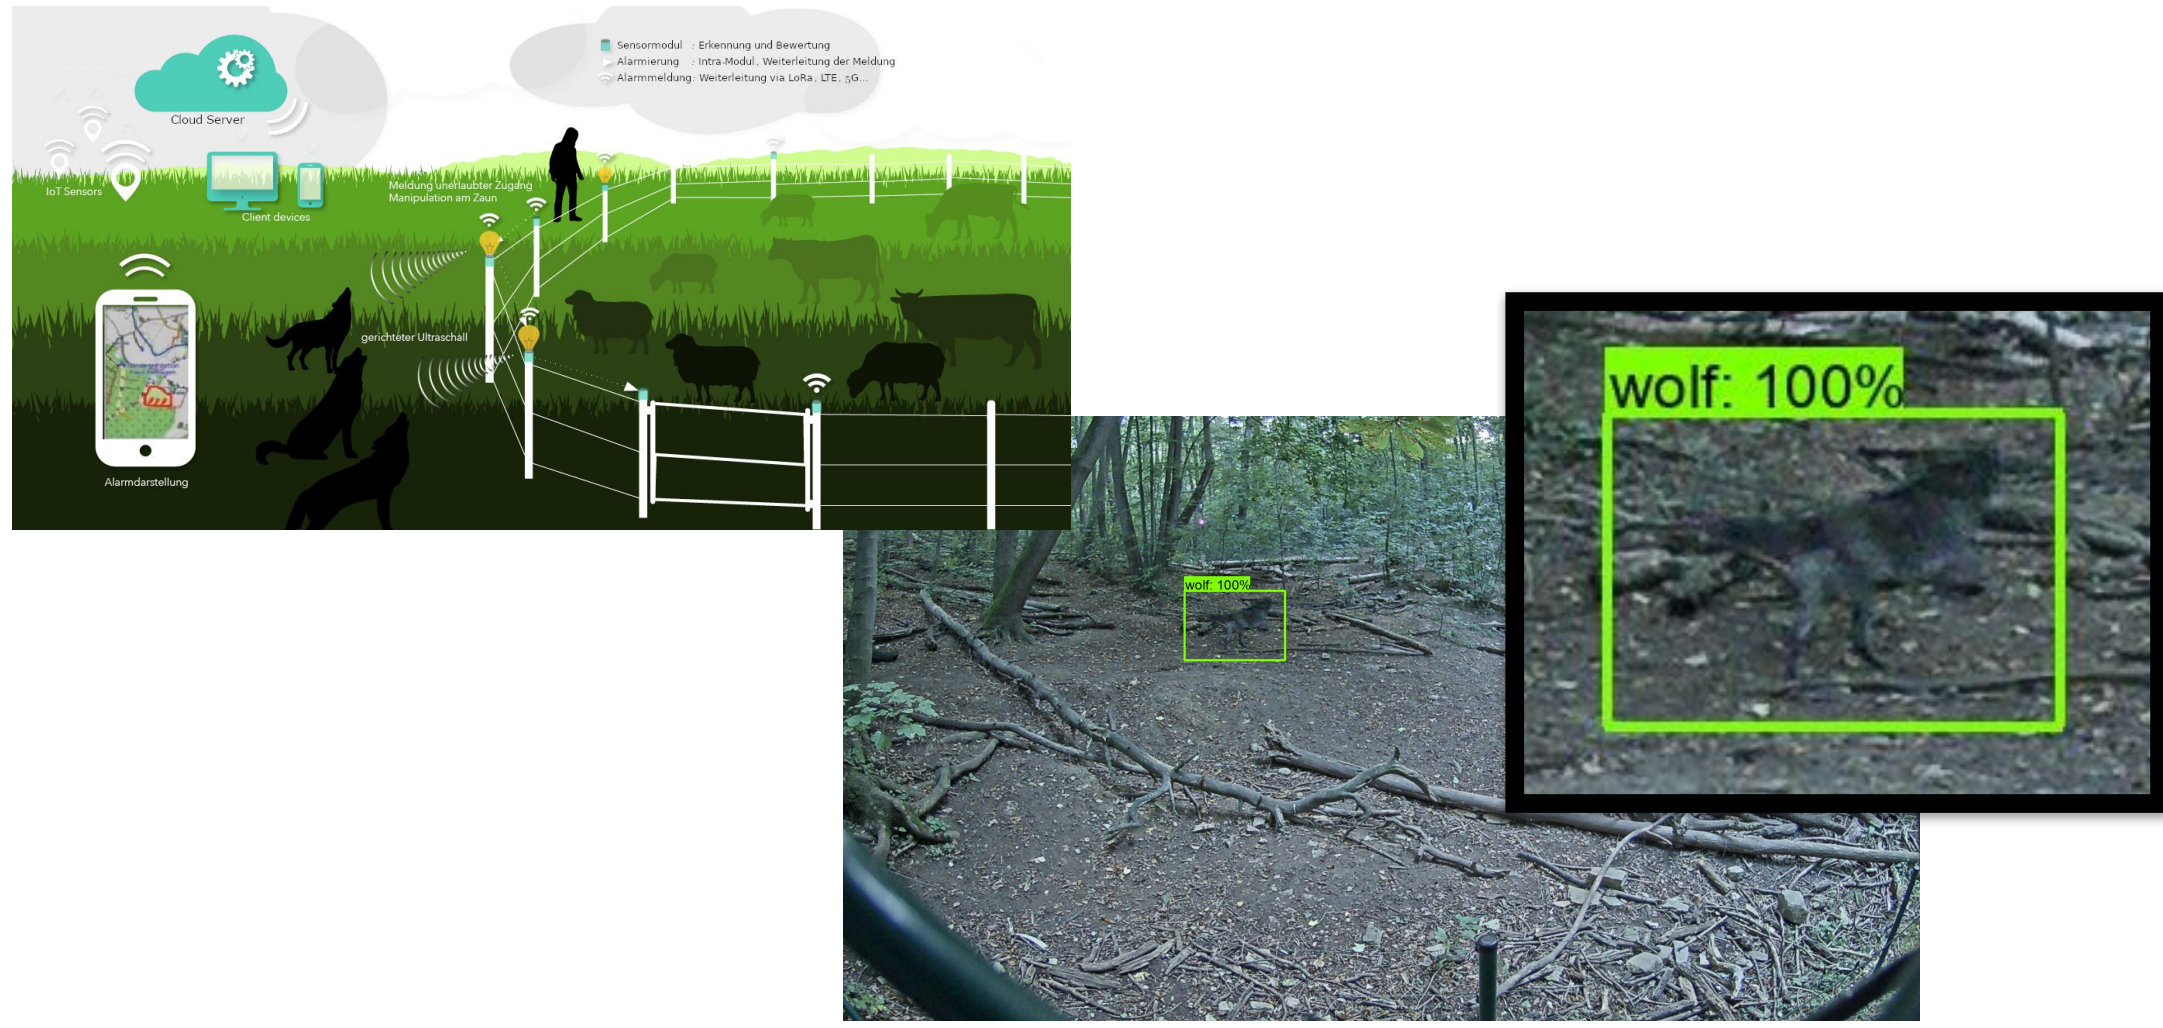 Sensormodul : Erkennung und Bewertung
Alarmierung : Intra-Modul, Weiterleitung der Meldung
Alarmmeldung: Weiterleitung via LoRa, LTE, 5G...
Cloud Server
IoT Sensors
Client devices
Meldung unerlaubter Zugang
Manipulation am Zaun
gerichteter Ultraschall
Alarmdarstellung
wolf: 100%
wolf: 100%